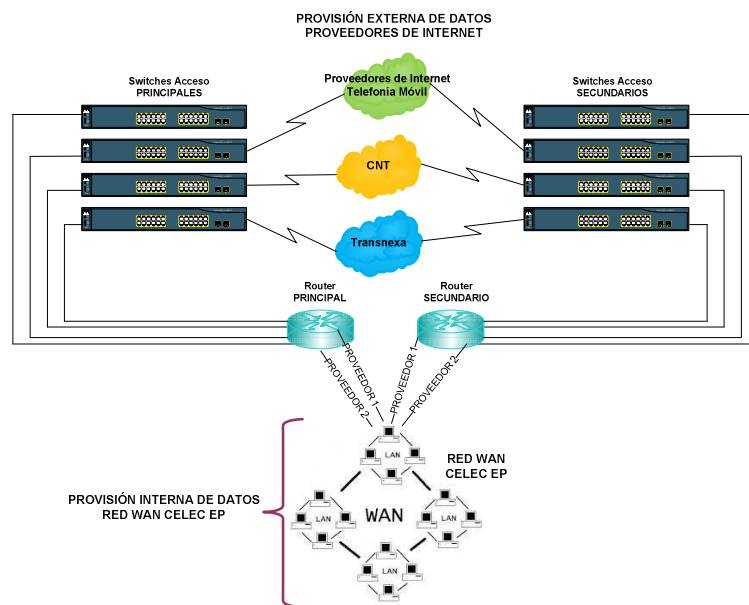 PROVISIÓN EXTERNA DE DATOS
PROVEEDORES DE INTERNET
Switches Acceso
PRINCIPALES
Proveedores de Internet
Telefonía Móvil
Switches Acceso
SECUNDARIOS
CNT
Transnexa
Router
PRINCIPAL
Router
SECUNDARIO
PROVEEDOR 2
PROVEEDOR 1
PROVEEDOR 1
PROVEEDOR 2
LAN
RED WAN
CELEC EP
PROVISIÓN INTERNA DE DATOS
RED WAN CELEC EP
LAN
WAN
LAN
LAN